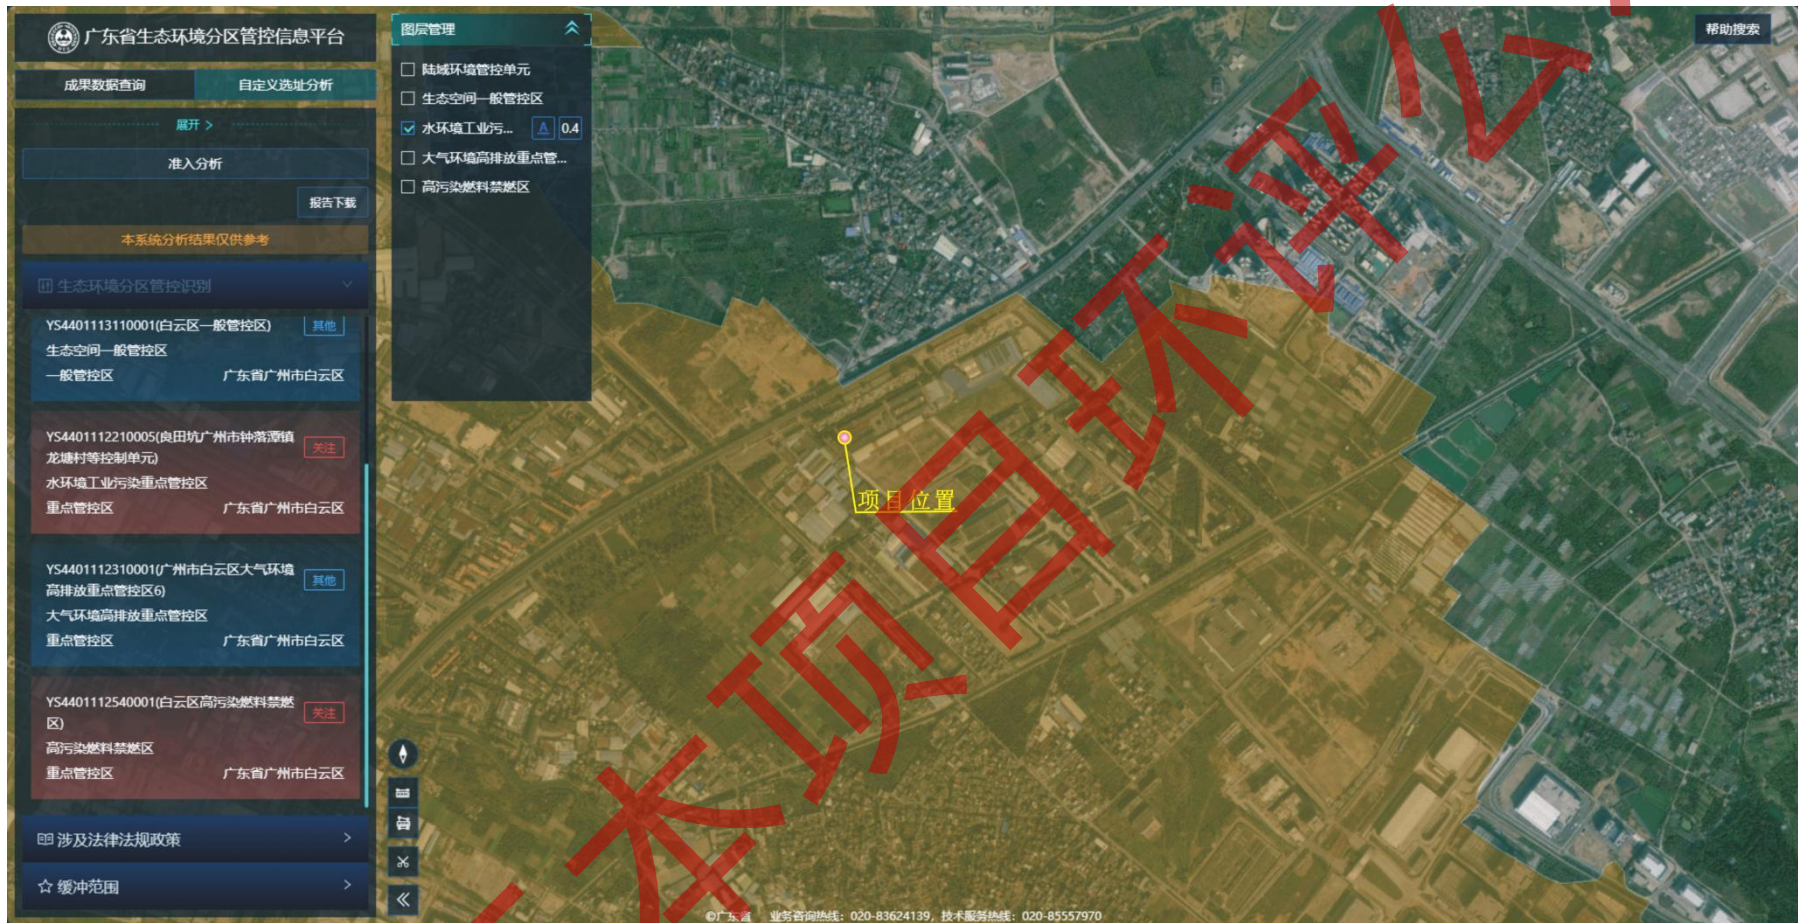 广东省生态环境分区管控信息平台
成果数据查询
自定义选址分析
展开 >
准入分析
报告下载
本系统分析结果仅供参考
生态环境分区管控识别
YS4401113110001(白云区一般管控区)
其他
生态空间一般管控区
一般管控区
广东省广州市白云区
YS4401112210005(良田坑广州市钟落潭镇
龙塘村等控制单元)
关注
水环境工业污染重点管控区
重点管控区
广东省广州市白云区
YS4401112310001(广州市白云区大气环境
高排放重点管控区6)
其他
大气环境高排放重点管控区
重点管控区
广东省广州市白云区
YS4401112540001(白云区高污染燃料禁燃
区)
关注
高污染燃料禁燃区
重点管控区
广东省广州市白云区
涉及法律法规政策
缓冲范围
图层管理
陆域环境管控单元
生态空间一般管控区
水环境工业污...
A
0.4
大气环境高排放重点管...
高污染燃料禁燃区
帮助搜索
项目位置
本项目环评公
©广东省 业务咨询热线：020-83624139，技术服务热线：020-85557970